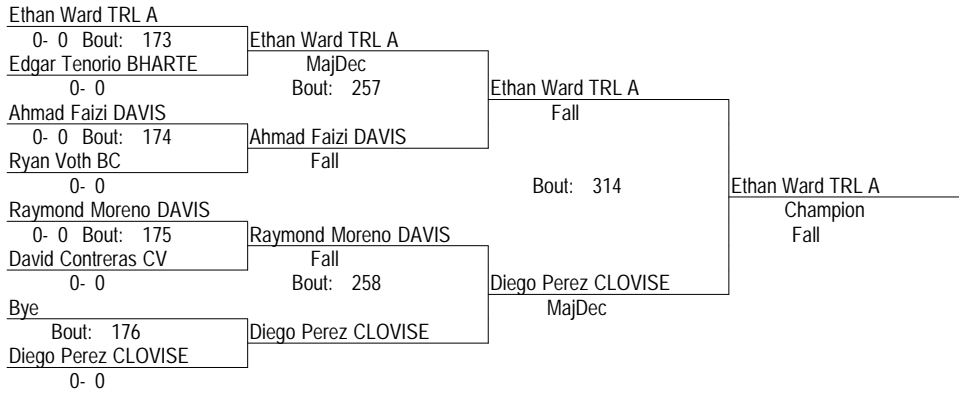 Ethan Ward TRL A
0- 0 Bout: 173
Ethan Ward TRL A
Edgar Tenorio BHARTE
MajDec
0- 0
Bout: 257
Ethan Ward TRL A
Ahmad Faizi DAVIS
Fall
0- 0 Bout: 174
Ahmad Faizi DAVIS
Ryan Voth BC
Fall
0- 0
Bout: 314
Ethan Ward TRL A
Raymond Moreno DAVIS
Champion
0- 0 Bout: 175
Raymond Moreno DAVIS
Fall
David Contreras CV
Fall
0- 0
Bout: 258
Diego Perez CLOVISE
Bye
MajDec
Bout: 176
Diego Perez CLOVISE
Diego Perez CLOVISE
0- 0